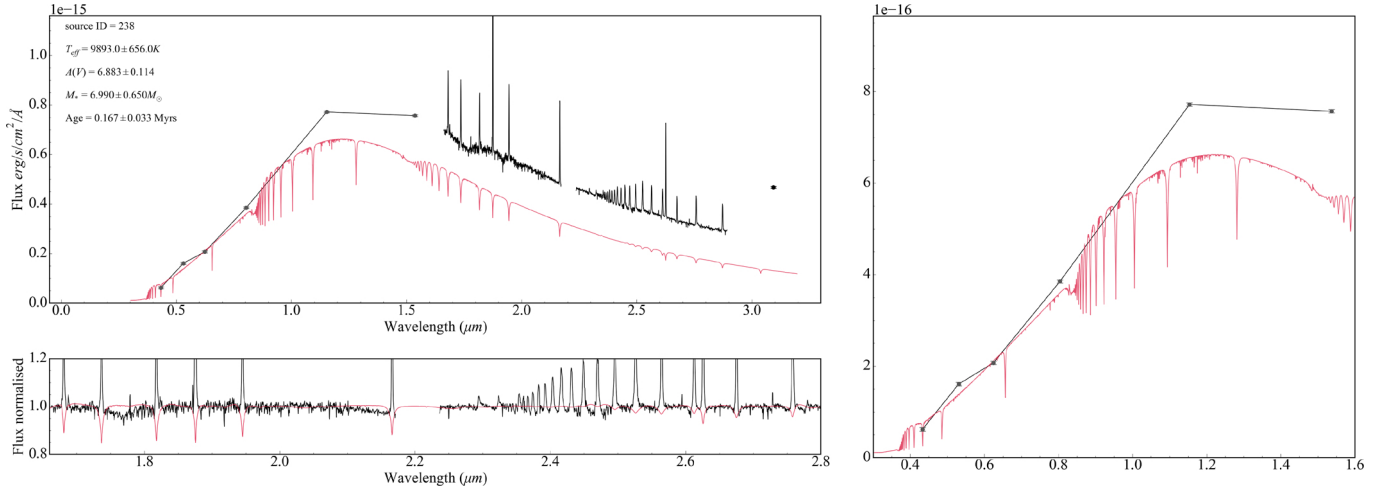 1e−15
source ID = 238
T_eff = 9893.0±656.0K
A(V) = 6.883±0.114
M_* = 6.990±0.650M_⊙
Age = 0.167±0.033 Myrs
Flux erg/s/cm^2/Å
1.0
0.8
0.6
0.4
0.2
0.0
0.0 0.5 1.0 1.5 2.0 2.5 3.0
Wavelength (μm)
Flux normalised
1.2
1.0
0.8
1.8 2.0 2.2 2.4 2.6 2.8
Wavelength (μm)
1e−16
8
6
4
2
0
0.4 0.6 0.8 1.0 1.2 1.4 1.6